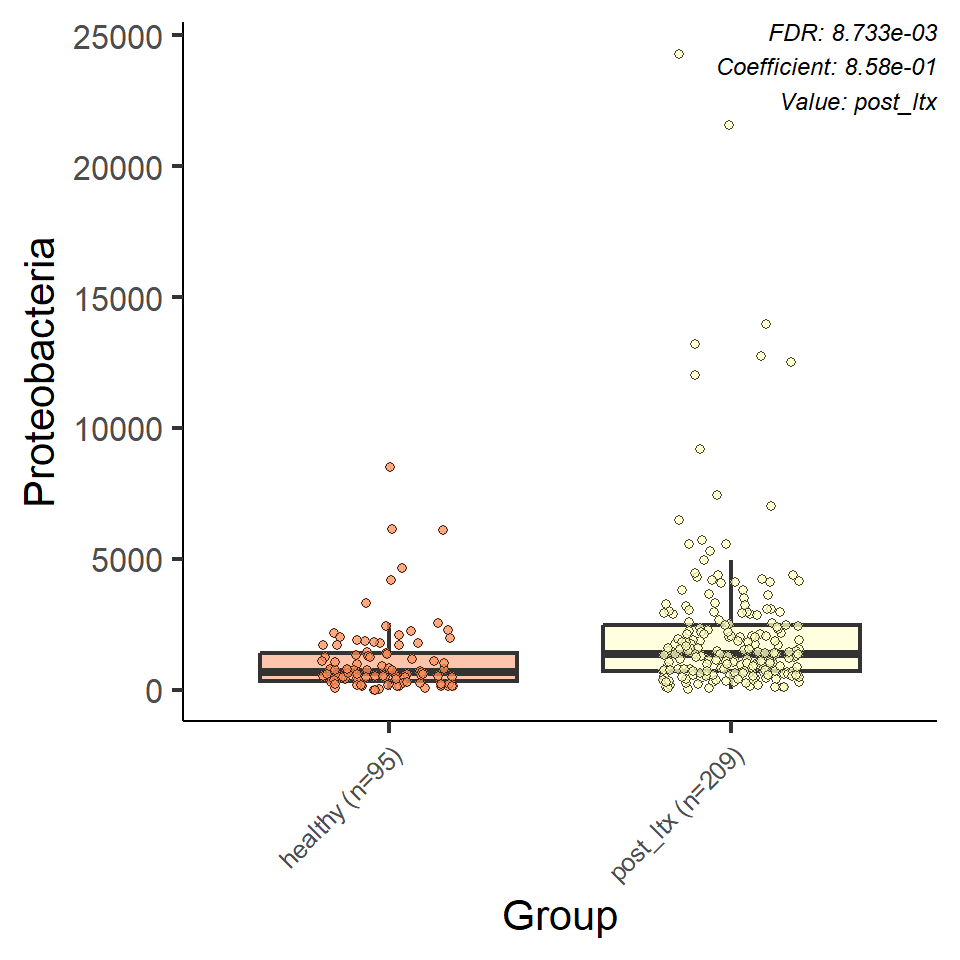 FDR: 8.733e-03
Coefficient: 8.58e-01
Value: post_ltx
Proteobacteria
25000
20000
15000
10000
5000
0
healthy (n=95)
post_ltx (n=209)
Group